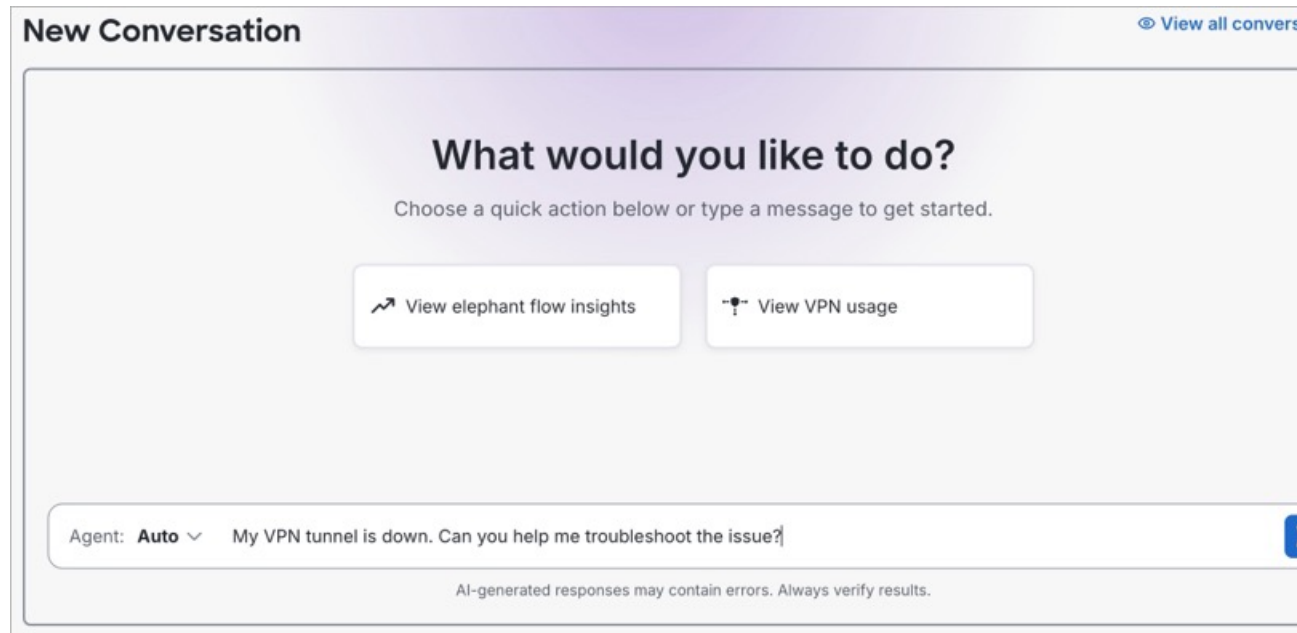 New Conversation
View all convers
What would you like to do?
Choose a quick action below or type a message to get started.
View elephant flow insights
View VPN usage
Agent: Auto My VPN tunnel is down. Can you help me troubleshoot the issue?
AI-generated responses may contain errors. Always verify results.